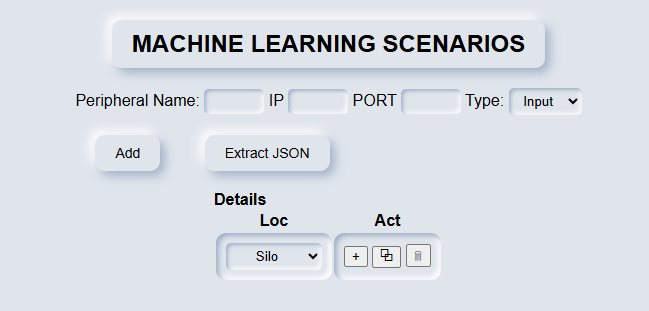 MACHINE LEARNING SCENARIOS
Peripheral Name: IP PORT Type: Input
Add Extract JSON
Details
Loc Act
Silo +